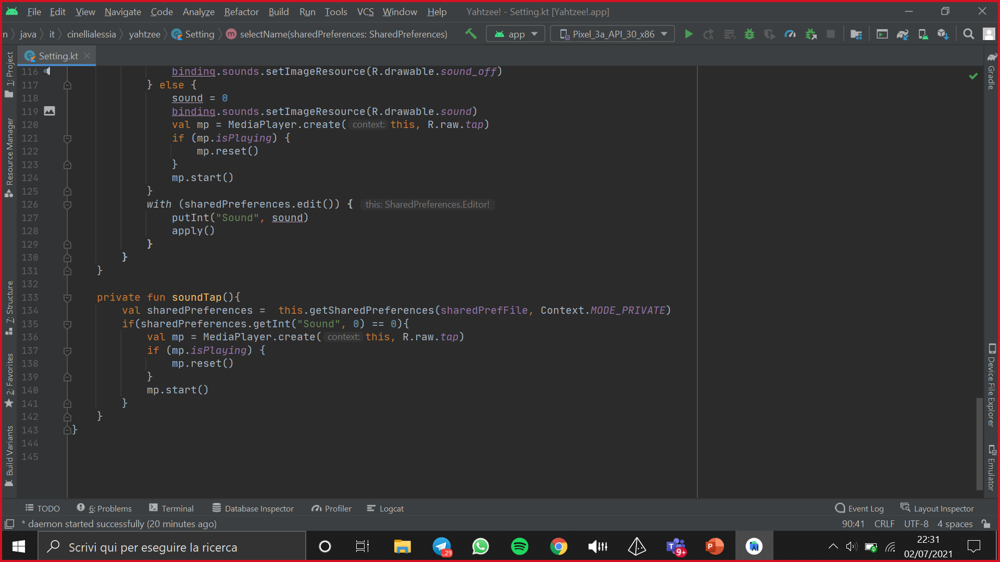 File Edit View Navigate Code Analyze Refactor Build Run Tools VCS Window Help Yahtzee! - Setting.kt [Yahtzee!.app]
n java it cinellialessia yahtzee Setting m selectName(sharedPreferences: SharedPreferences) app Pixel_3a_API_30_x86
Setting.kt
1: Project
Resource Manager
7: Structure
2: Favorites
Build Variants
116 binding.sounds.setImageResource(R.drawable.sound_off)
117 } else {
118 sound = 0
119 binding.sounds.setImageResource(R.drawable.sound)
120 val mp = MediaPlayer.create( context: this, R.raw.tap)
121 if (mp.isPlaying) {
122 mp.reset()
123 }
124 mp.start()
125 }
126 with (sharedPreferences.edit()) { this: SharedPreferences.Editor!
127 putInt("Sound", sound)
128 apply()
129 }
130 }
131 }
132
133 private fun soundTap(){
134 val sharedPreferences =  this.getSharedPreferences(sharedPrefFile, Context.MODE_PRIVATE)
135 if(sharedPreferences.getInt("Sound", 0) == 0){
136 val mp = MediaPlayer.create( context: this, R.raw.tap)
137 if (mp.isPlaying) {
138 mp.reset()
139 }
140 mp.start()
141 }
142 }
143 }
144
145
Gradle
Device File Explorer
Emulator
TODO 6: Problems Terminal Database Inspector Profiler Logcat Event Log Layout Inspector
* daemon started successfully (20 minutes ago) 90:41 CRLF UTF-8 4 spaces
Scrivi qui per eseguire la ricerca ..29 T 9+ P AI 22:31
02/07/2021